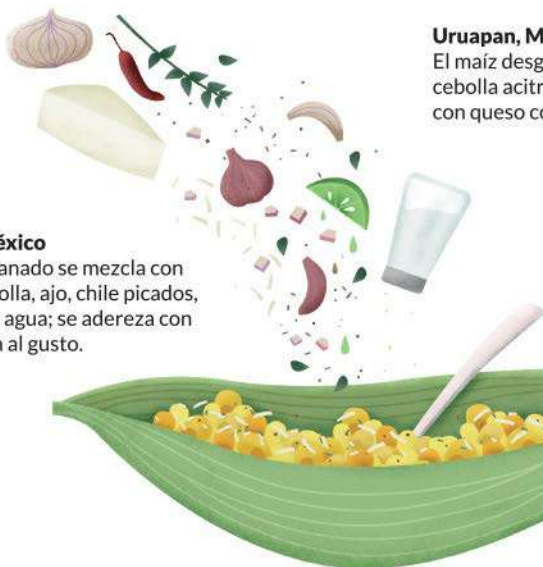 Uruapan, M
El maíz desg
cebolla acitr
con queso co
éxico
anado se mezcla con
olla, ajo, chile picados,
agua; se adereza con
al gusto.